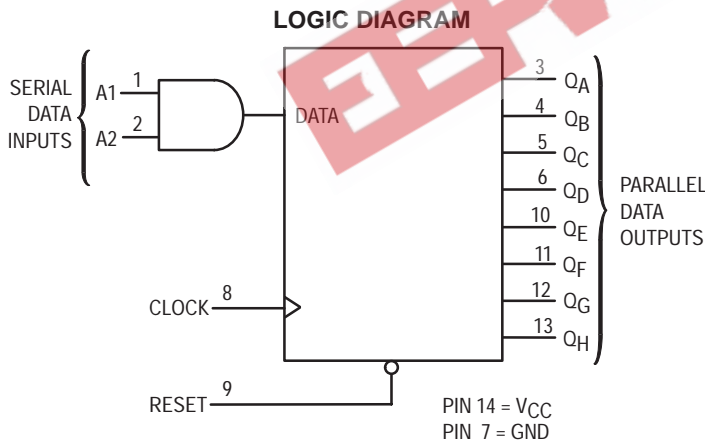 LOGIC DIAGRAM
SERIAL
DATA
INPUTS
A1 1
A2 2
DATA
3 QA
4 QB
5 QC
6 QD
10 QE
11 QF
12 QG
13 QH
PARALLEL
DATA
OUTPUTS
CLOCK 8
RESET 9
PIN 14 = VCC
PIN 7 = GND